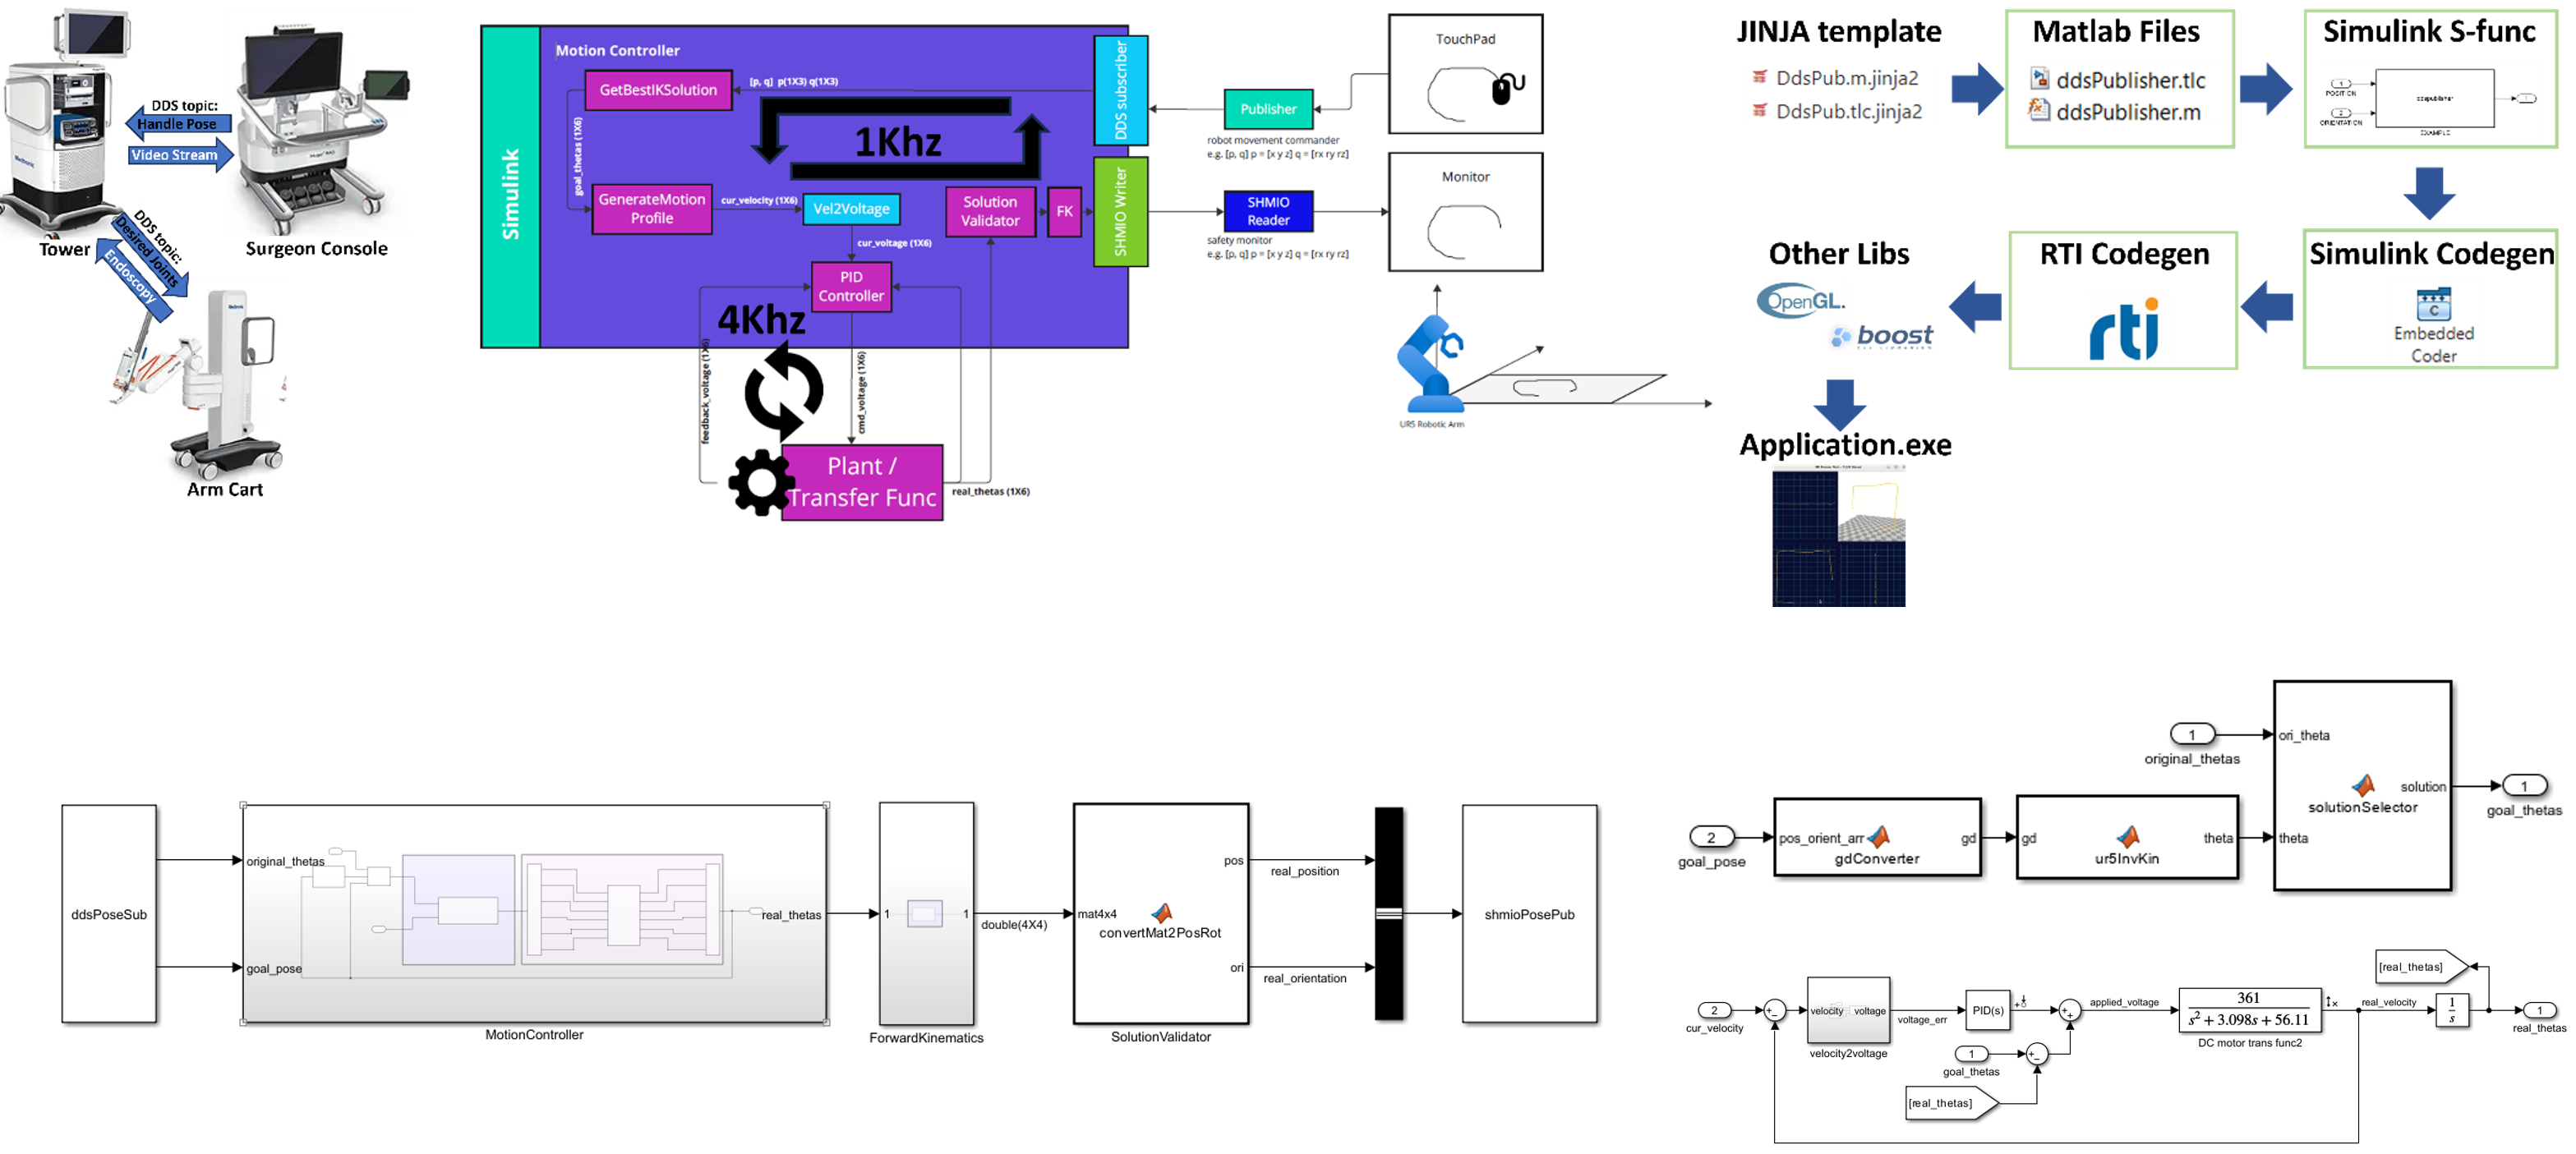 DDS topic:
Handle Pose
Video Stream
Tower
Surgeon Console
DDS topic:
Desired Joints
Endoscopy
Arm Cart
Simulink
Motion Controller
GetBestIKSolution
[p, q] p(1X3) q(1X3)
DDS subscriber
1Khz
goal_thetas (1X6)
GenerateMotion
Profile
cur_velocity (1X6)
Vel2Voltage
Solution
Validator
FK
SHMIO Writer
cur_voltage (1X6)
PID
Controller
4Khz
feedback_voltage (1X6)
cmd_voltage (1X6)
Plant /
Transfer Func
real_thetas (1X6)
Publisher
robot movement commander
e.g. [p, q] p = [x y z] q = [rx ry rz]
TouchPad
SHMIO
Reader
safety monitor
e.g. [p, q] p = [x y z] q = [rx ry rz]
Monitor
UR5 Robotic Arm
JINJA template
DdsPub.m.jinja2
DdsPub.tlc.jinja2
Matlab Files
ddsPublisher.tlc
ddsPublisher.m
Simulink S-func
1
POSITION
2
ORIENTATION
ddspublisher
1
EXAMPLE
Other Libs
OpenGL.
boost
RTI Codegen
rti
Simulink Codegen
C
Embedded
Coder
Application.exe
ddsPoseSub
original_thetas
goal_pose
real_thetas
MotionController
1
1
ForwardKinematics
double(4X4)
mat4x4
convertMat2PosRot
pos
ori
SolutionValidator
real_position
real_orientation
shmioPosePub
1
original_thetas
2
goal_pose
pos_orient_arr
gdConverter
gd
gd
ur5InvKin
theta
ori_theta
theta
solutionSelector
solution
1
goal_thetas
2
cur_velocity
velocity
voltage
velocity2voltage
voltage_err
PID(s)
1
goal_thetas
[real_thetas]
applied_voltage
361
s² + 3.098s + 56.11
DC motor trans func2
real_velocity
1
s
[real_thetas]
1
real_thetas